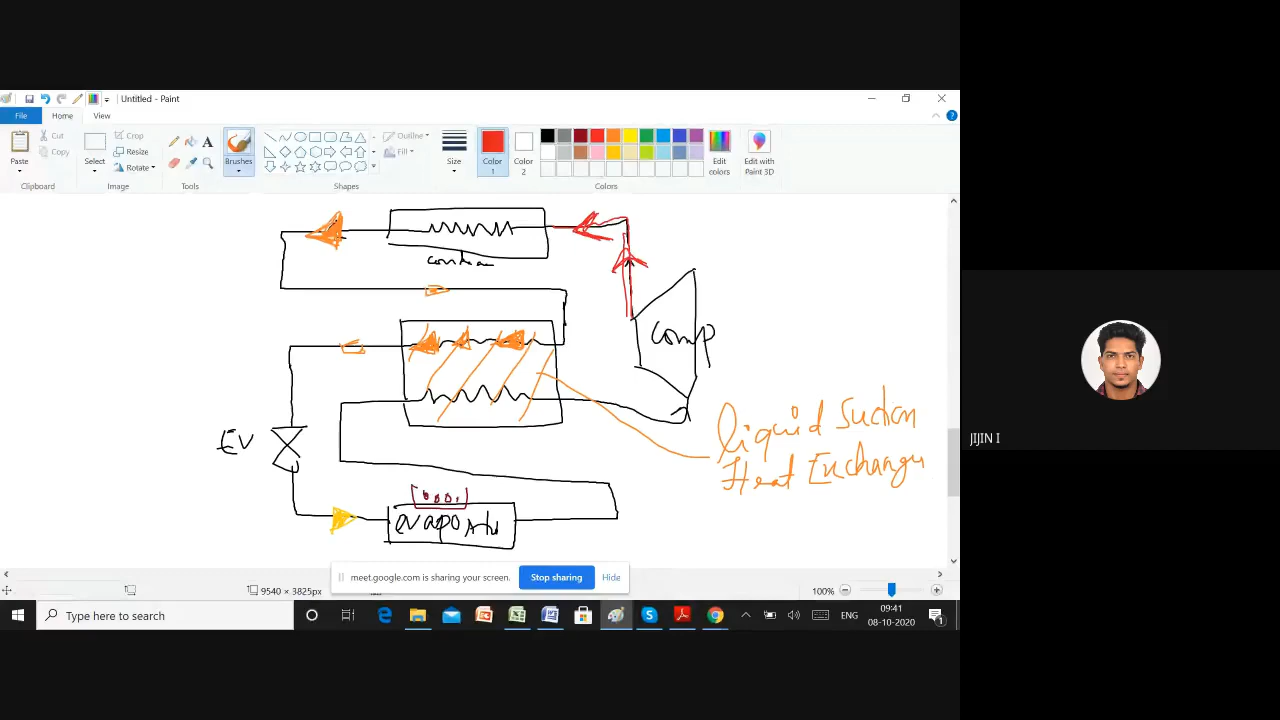 Untitled - Paint
File Home View
Paste
Cut
Copy
Clipboard
Select
Crop
Resize
Rotate
Image
Tools
Brushes
Outline
Fill
Shapes
Size
Color 1
Color 2
Edit colors
Edit with Paint 3D
Colors
comp
Liquid Suction
Heat Exchanger
EV
JIJIN I
meet.google.com is sharing your screen. Stop sharing Hide
9540 × 3825px
100%
Type here to search
ENG
09:41
08-10-2020